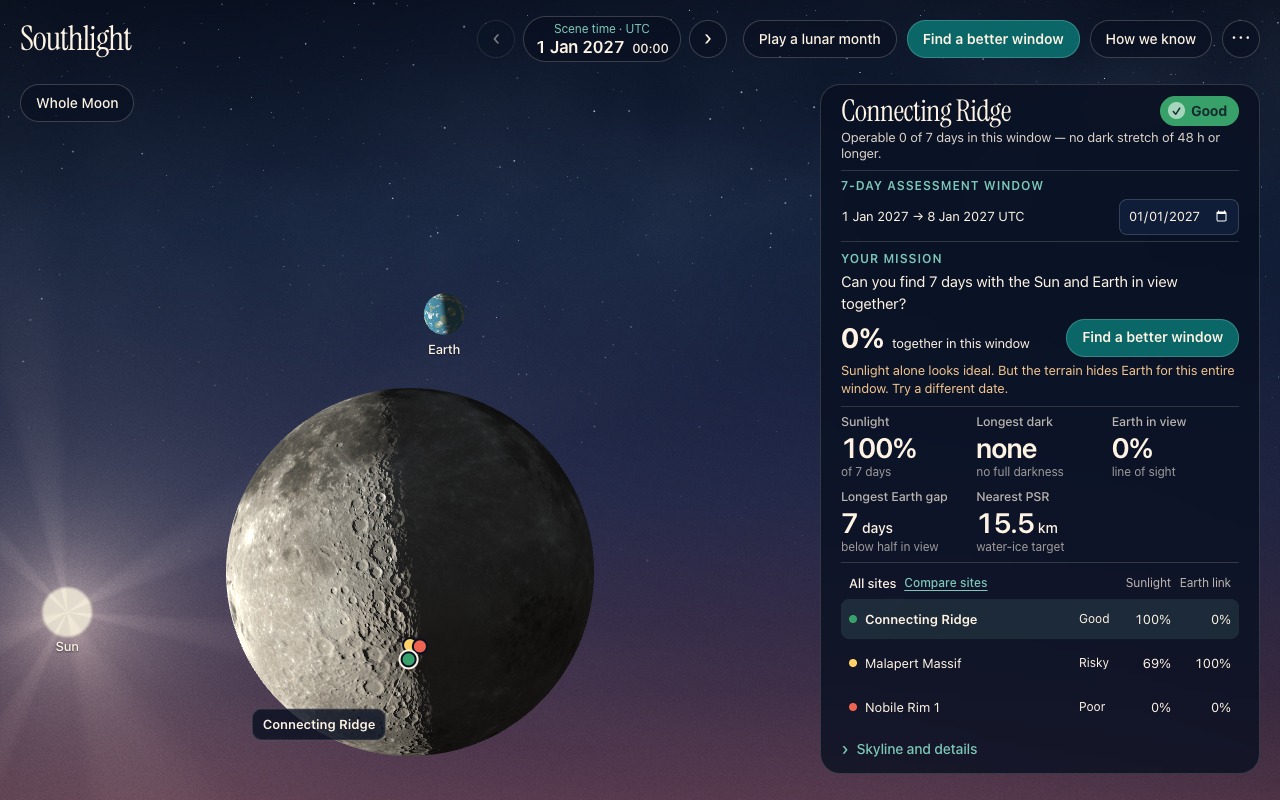 Southlight
‹
Scene time · UTC
1 Jan 2027 00:00
›
Play a lunar month
Find a better window
How we know
···
Whole Moon
Connecting Ridge
Good
Operable 0 of 7 days in this window — no dark stretch of 48 h or
longer.
7-DAY ASSESSMENT WINDOW
1 Jan 2027 → 8 Jan 2027 UTC
01/01/2027
YOUR MISSION
Can you find 7 days with the Sun and Earth in view
together?
0% together in this window
Find a better window
Sunlight alone looks ideal. But the terrain hides Earth for this entire
window. Try a different date.
Sunlight Longest dark Earth in view
100% none 0%
of 7 days no full darkness line of sight
Longest Earth gap Nearest PSR
7 days 15.5 km
below half in view water-ice target
All sites Compare sites Sunlight Earth link
Connecting Ridge Good 100% 0%
Malapert Massif Risky 69% 100%
Nobile Rim 1 Poor 0% 0%
› Skyline and details
Earth
Sun
Connecting Ridge